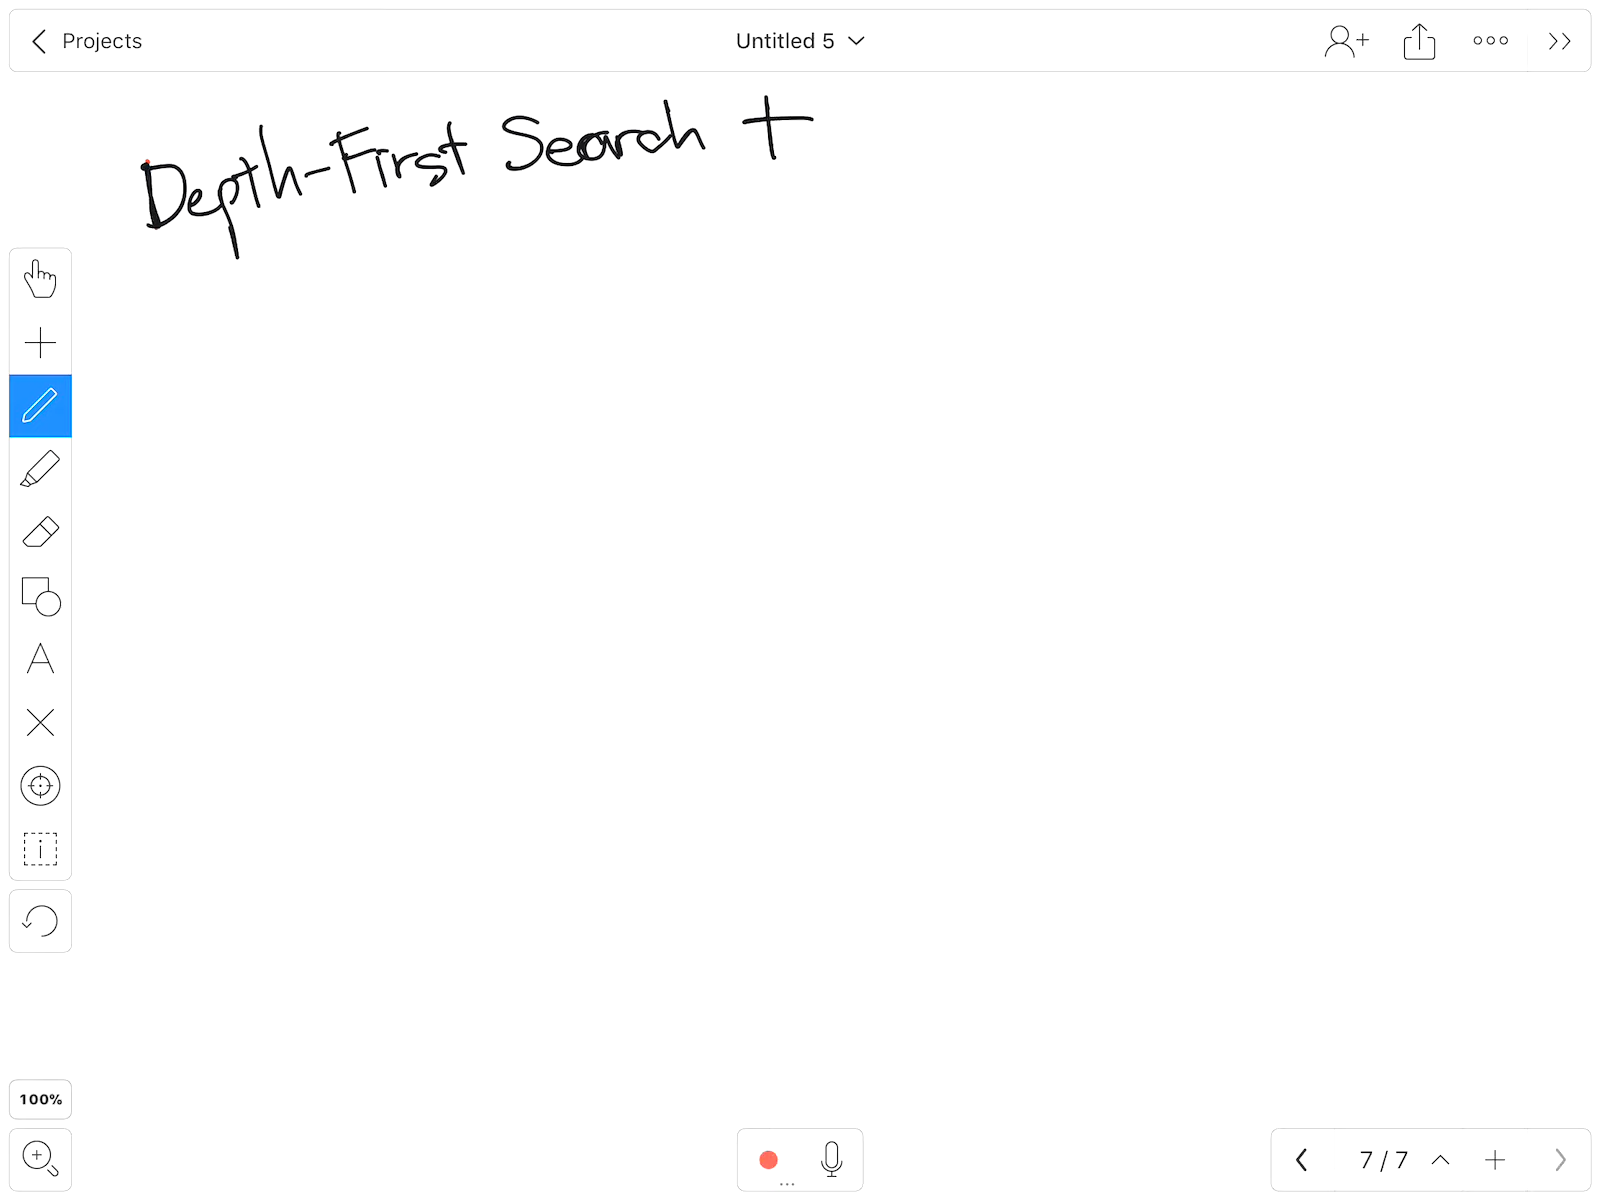 Projects
Untitled 5
Depth-First Search +
100%
7 / 7